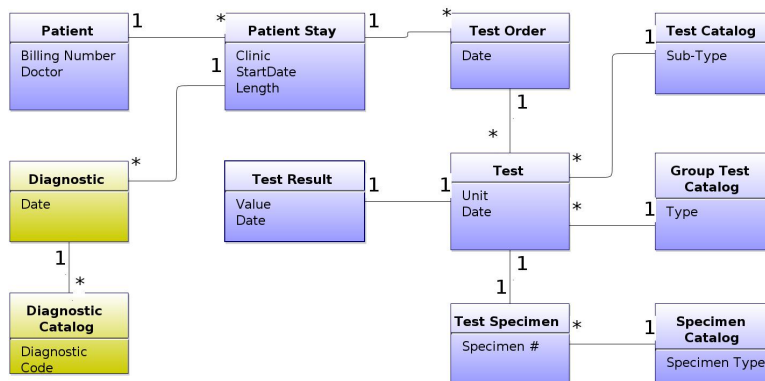 Patient
Billing Number
Doctor
1
*
Patient Stay
Clinic
StartDate
Length
1
*
Test Order
Date
Test Catalog
Sub-Type
1
1
1
*
*
*
Diagnostic
Date
Test Result
Value
Date
1
1
Test
Unit
Date
*
1
Group Test
Catalog
Type
1
*
1
1
Diagnostic
Catalog
Diagnostic
Code
Test Specimen
Specimen #
*
1
Specimen
Catalog
Specimen Type